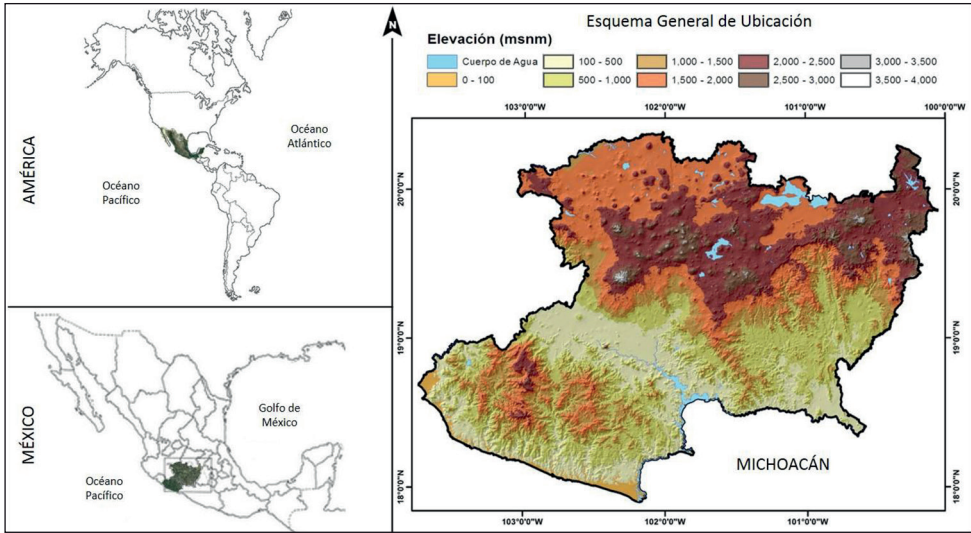 AMÉRICA
Océano
Atlántico
Océano
Pacífico
MÉXICO
Golfo de
México
Océano
Pacífico
N
Esquema General de Ubicación
Elevación (msnm)
Cuerpo de Agua 100 - 500 1,000 - 1,500 2,000 - 2,500 3,000 - 3,500
0 - 100 500 - 1,000 1,500 - 2,000 2,500 - 3,000 3,500 - 4,000
103°0'0"W 102°0'0"W 101°0'0"W 100°0'0"W
20°0'0"N 20°0'0"N
19°0'0"N 19°0'0"N
18°0'0"N 18°0'0"N
MICHOACÁN
103°0'0"W 102°0'0"W 101°0'0"W